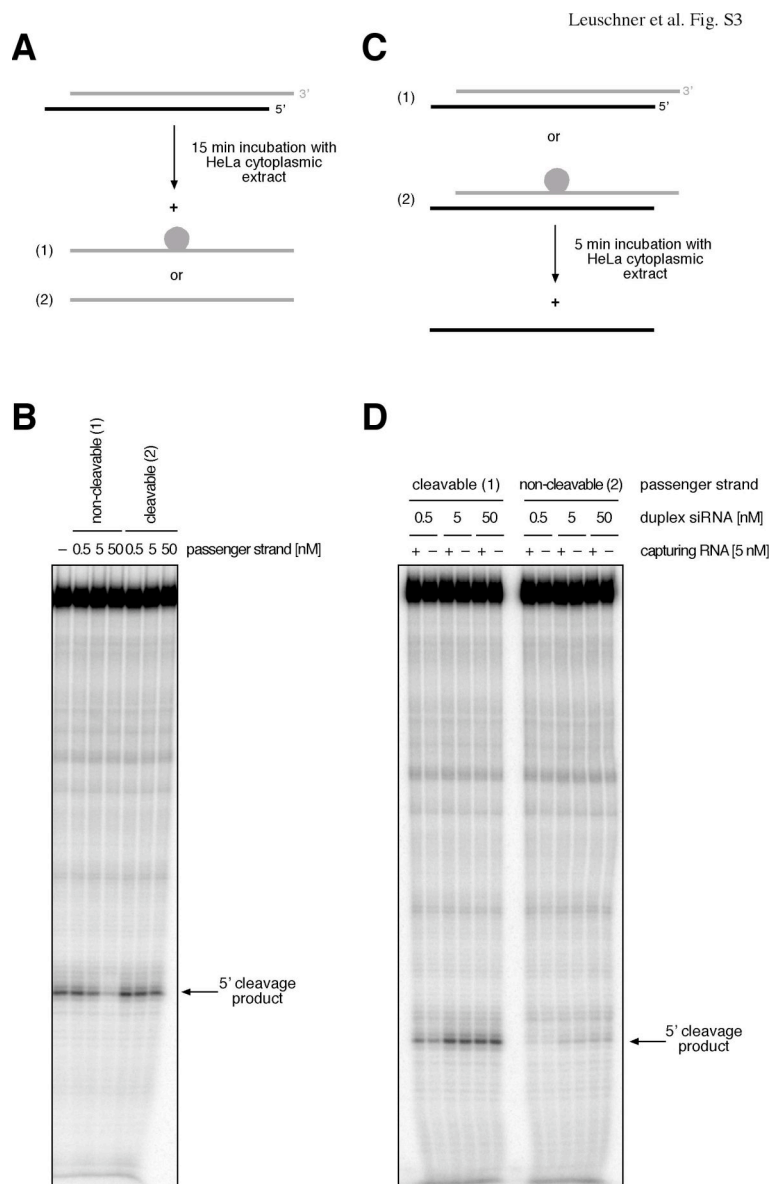 Leuschner et al. Fig. S3
A
3’
5’
15 min incubation with
HeLa cytoplasmic
extract
+
(1)
or
(2)
C
(1)
3’
5’
or
(2)
5 min incubation with
HeLa cytoplasmic
extract
+
B
non-cleavable (1)
cleavable (2)
– 0.5 5 50 0.5 5 50 passenger strand [nM]
5’ cleavage
product
D
cleavable (1) non-cleavable (2) passenger strand
0.5 5 50 0.5 5 50 duplex siRNA [nM]
+ – + – + – + – + – + – capturing RNA [5 nM]
5’ cleavage
product